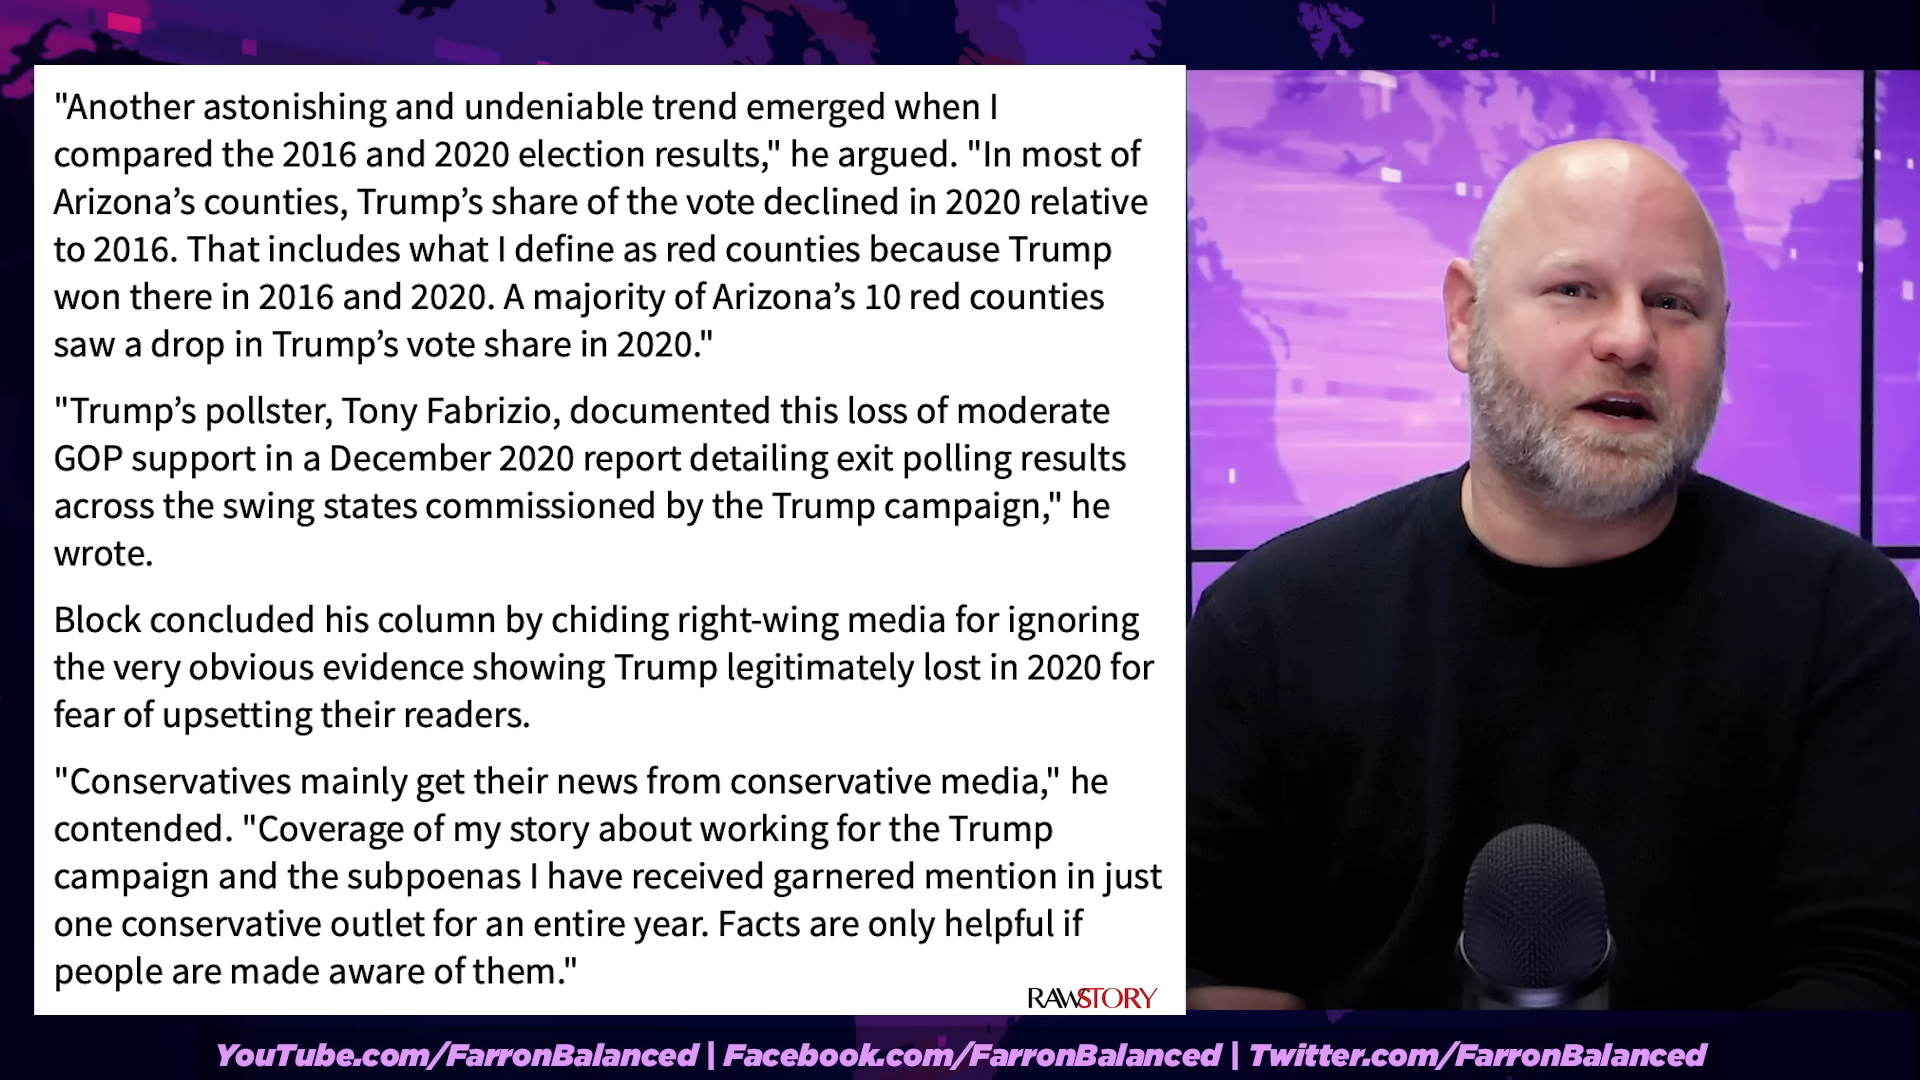 "Another astonishing and undeniable trend emerged when I
compared the 2016 and 2020 election results," he argued. "In most of
Arizona’s counties, Trump’s share of the vote declined in 2020 relative
to 2016. That includes what I define as red counties because Trump
won there in 2016 and 2020. A majority of Arizona’s 10 red counties
saw a drop in Trump’s vote share in 2020."
"Trump’s pollster, Tony Fabrizio, documented this loss of moderate
GOP support in a December 2020 report detailing exit polling results
across the swing states commissioned by the Trump campaign," he
wrote.
Block concluded his column by chiding right-wing media for ignoring
the very obvious evidence showing Trump legitimately lost in 2020 for
fear of upsetting their readers.
"Conservatives mainly get their news from conservative media," he
contended. "Coverage of my story about working for the Trump
campaign and the subpoenas I have received garnered mention in just
one conservative outlet for an entire year. Facts are only helpful if
people are made aware of them."
RAWSTORY
YouTube.com/FarronBalanced | Facebook.com/FarronBalanced | Twitter.com/FarronBalanced